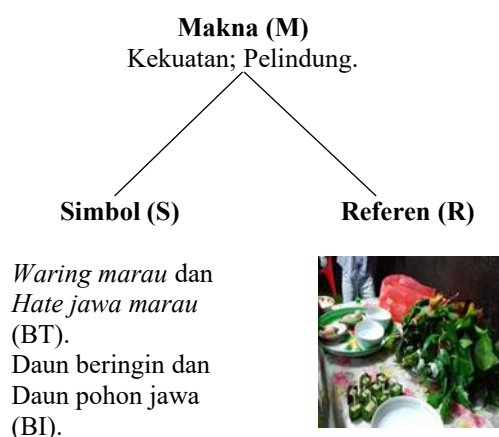 Makna (M)
Kekuatan; Pelindung.
Simbol (S)
Referen (R)
Waring marau dan
Hate jawa marau
(BT).
Daun beringin dan
Daun pohon jawa
(BI).